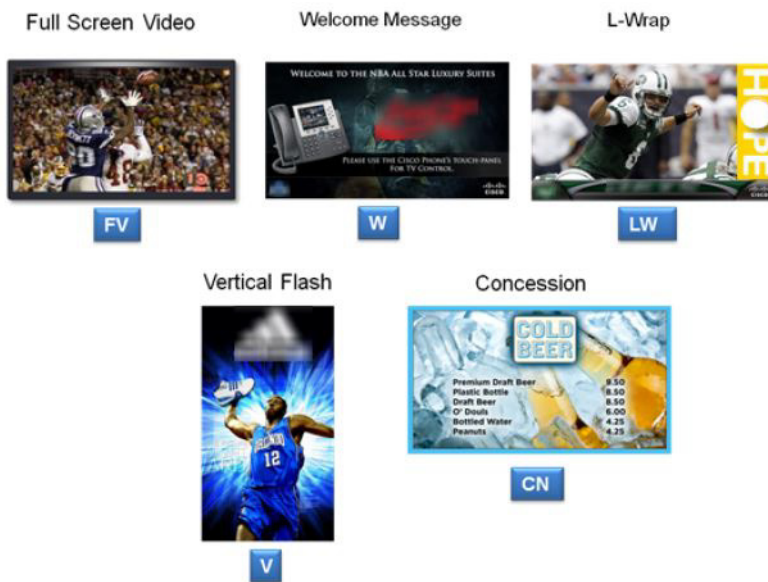 Full Screen Video
Welcome Message
L-Wrap
WELCOME TO THE NBA ALL STAR LUXURY SUITES
PLEASE USE THE CISCO PHONE'S TOUCH-PANEL
FOR TV CONTROL.
CISCO
HOPE
CISCO
FV
W
LW
Vertical Flash
Concession
ORLANDO
12
COLD
BEER
Premium Draft Beer 9.50
Plastic Bottle 8.50
Draft Beer 8.50
O' Douls 6.00
Bottled Water 4.25
Peanuts 4.25
CN
V